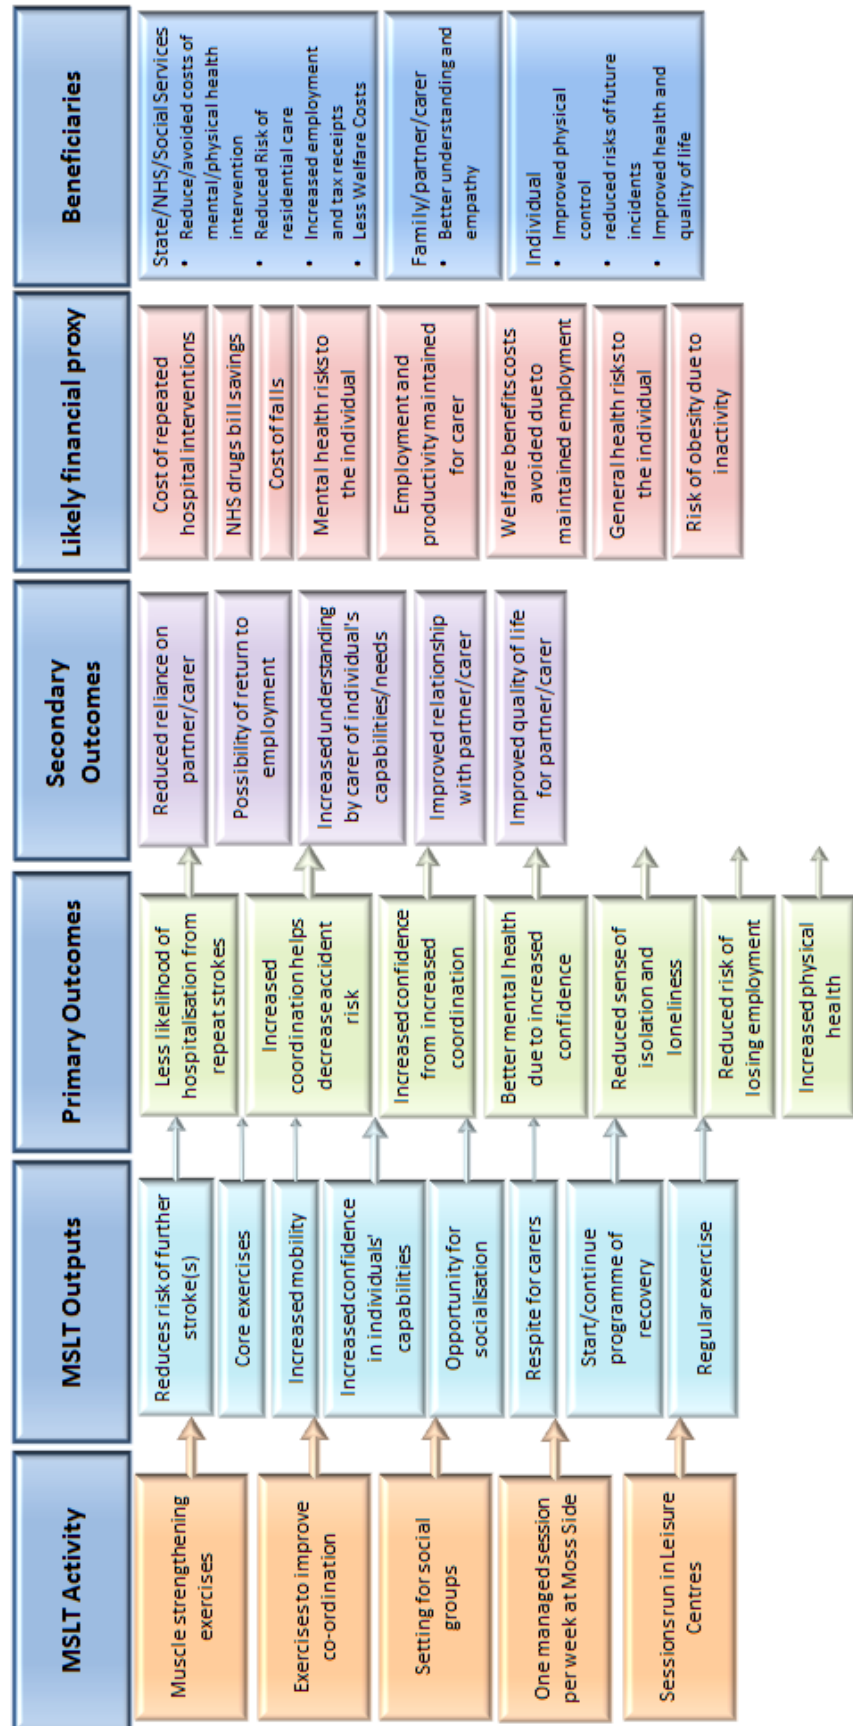 MSLT Activity
Muscle strengthening
exercises
Exercises to improve
co-ordination
Setting for social
groups
One managed session
per week at Moss Side
Sessions run in Leisure
Centres
MSLT Outputs
Reduces risk of further
stroke(s)
Core exercises
Increased mobility
Increased confidence
in individuals'
capabilities
Opportunity for
socialisation
Respite for carers
Start/continue
programme of
recovery
Regular exercise
Primary Outcomes
Less likelihood of
hospitalisation from
repeat strokes
Increased
coordination helps
decrease accident
risk
Increased confidence
from increased
coordination
Better mental health
due to increased
confidence
Reduced sense of
isolation and
loneliness
Reduced risk of
losing employment
Increased physical
health
Secondary
Outcomes
Reduced reliance on
partner/carer
Possibility of return to
employment
Increased understanding
by carer of individual's
capabilities/needs
Improved relationship
with partner/carer
Improved quality of life
for partner/carer
Likely financial proxy
Cost of repeated
hospital interventions
NHS drugs bill savings
Cost of falls
Mental health risks to
the individual
Employment and
productivity maintained
for carer
Welfare benefits costs
avoided due to
maintained employment
General health risks to
the individual
Risk of obesity due to
inactivity
Beneficiaries
State/NHS/Social Services
• Reduce/avoided costs of
mental/physical health
intervention
• Reduced Risk of
residential care
• Increased employment
and tax receipts
• Less Welfare Costs
Family/partner/carer
• Better understanding and
empathy
Individual
• Improved physical
control
• reduced risks of future
incidents
• Improved health and
quality of life